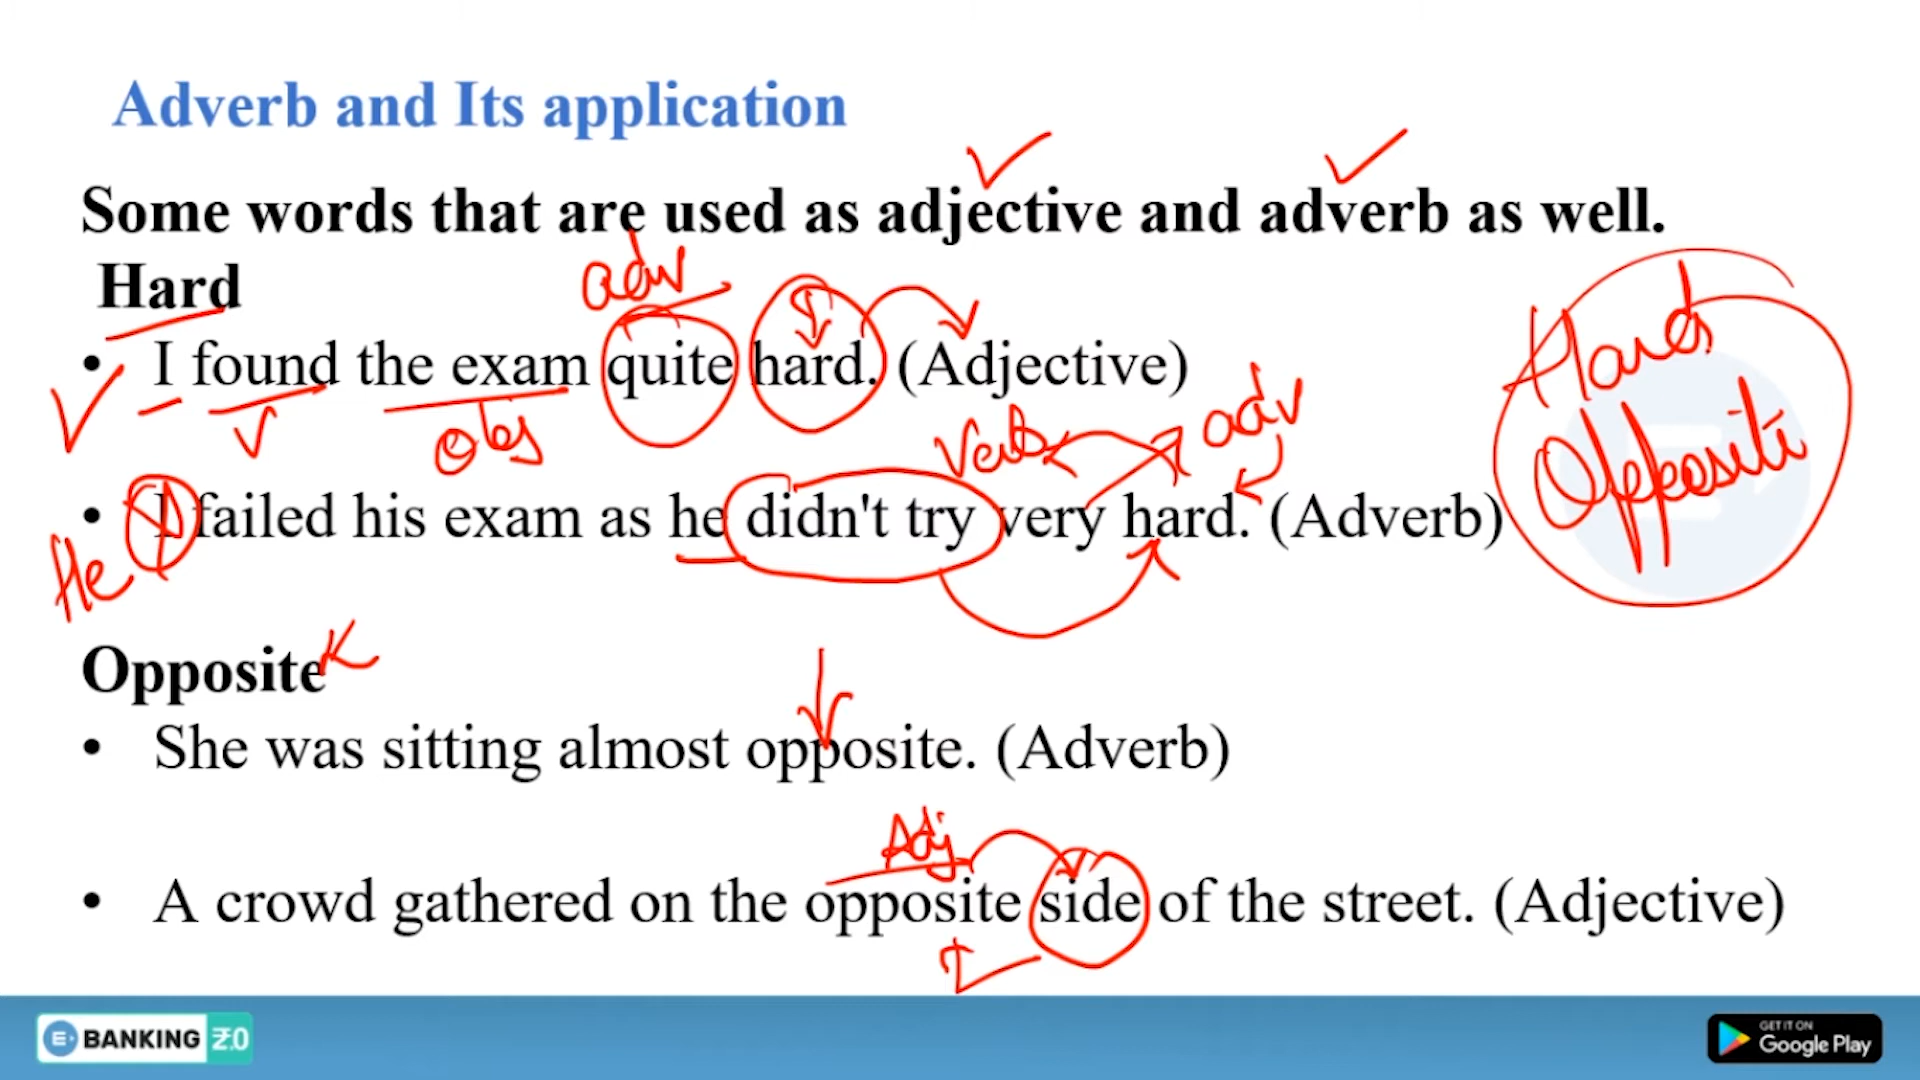 Adverb and Its application
Some words that are used as adjective and adverb as well.
Hard
adv
• I found the exam quite hard. (Adjective)
V
obj
Verb
adv
Hard
Opposite
• I failed his exam as he didn't try very hard. (Adverb)
He
Opposite
• She was sitting almost opposite. (Adverb)
Adj
• A crowd gathered on the opposite side of the street. (Adjective)
E BANKING 2.0
GET IT ON
Google Play